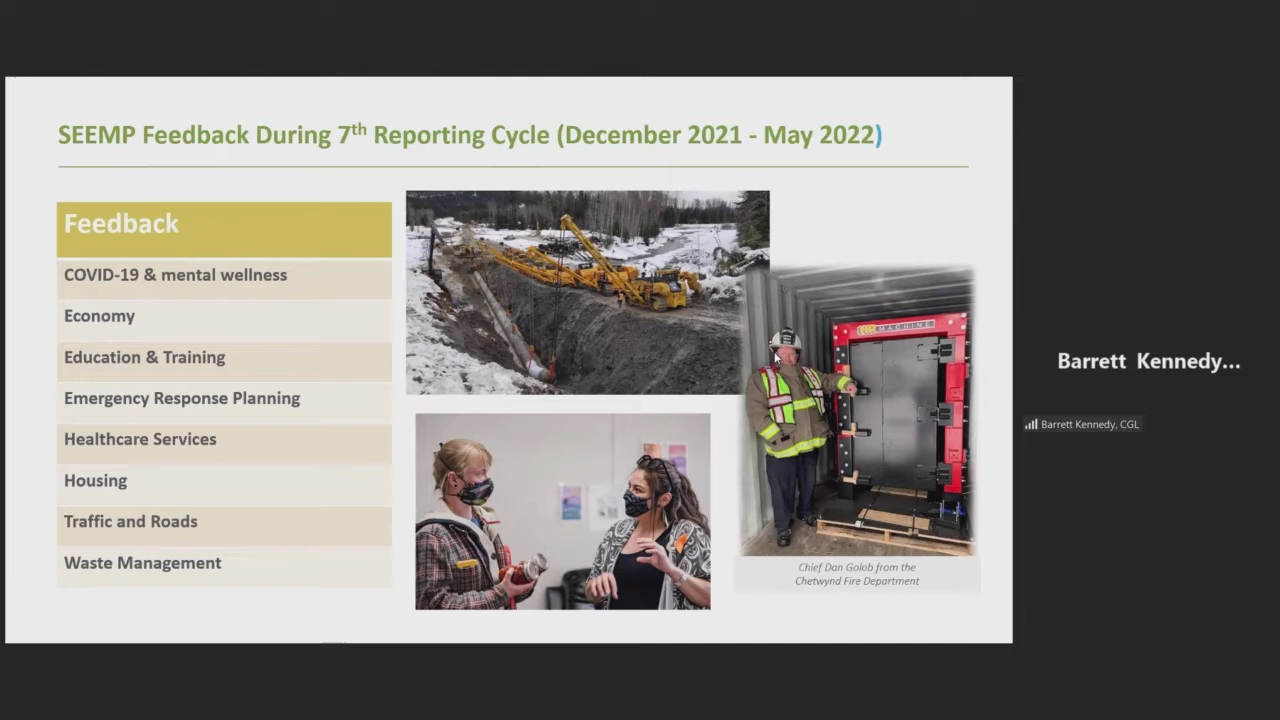 SEEMP Feedback During 7th Reporting Cycle (December 2021 - May 2022)
Feedback
COVID-19 & mental wellness
Economy
Education & Training
Emergency Response Planning
Healthcare Services
Housing
Traffic and Roads
Waste Management
MACHINE
Chief Dan Golob from the
Chetwynd Fire Department
Barrett Kennedy...
Barrett Kennedy, CGL